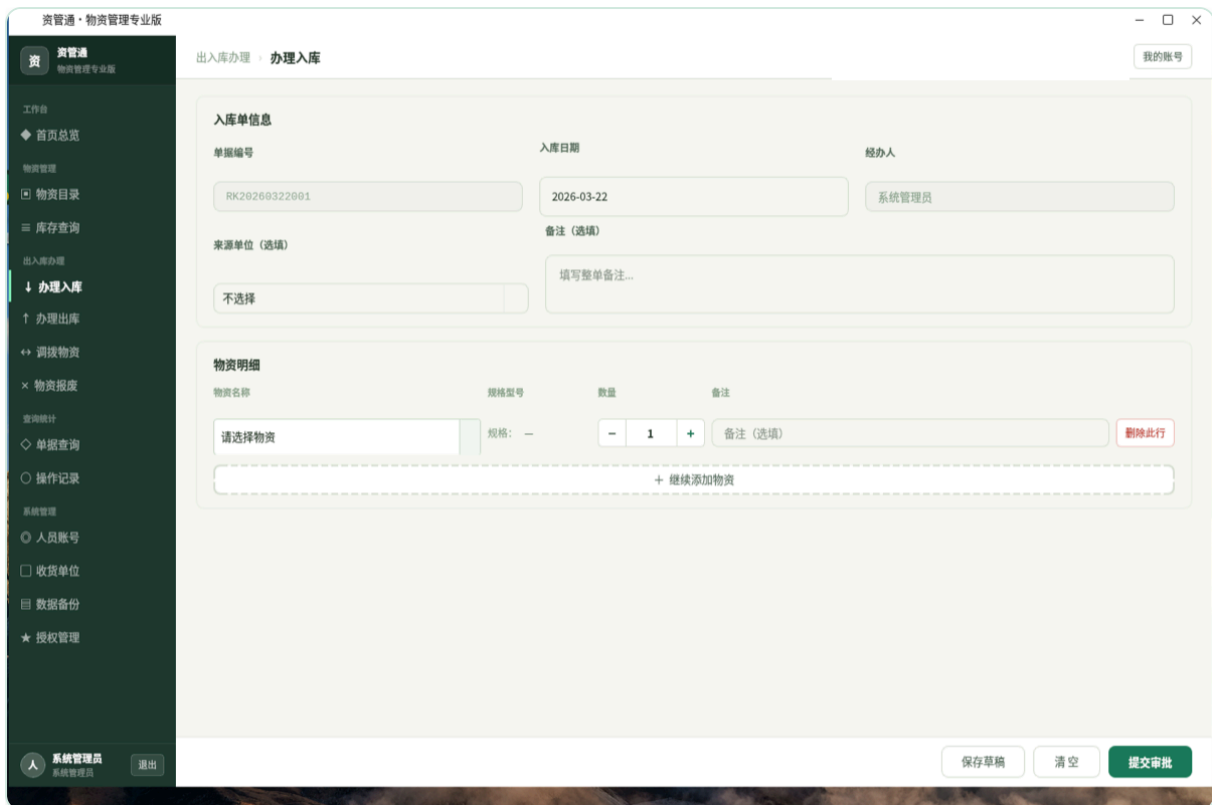 资管通·物资管理专业版
资
资管通
物资管理专业版
工作台
首页总览
物资管理
物资目录
库存查询
出入库办理
办理入库
办理出库
调拨物资
物资报废
查询统计
单据查询
操作记录
系统管理
人员账号
收货单位
数据备份
授权管理
人
系统管理员
系统管理员
退出
出入库办理 › 办理入库
我的账号
入库单信息
单据编号
入库日期
经办人
RK20260322001
2026-03-22
系统管理员
来源单位（选填）
备注（选填）
不选择
填写整单备注...
物资明细
物资名称 规格型号 数量 备注
请选择物资
规格： —
− 1 +
备注（选填）
删除此行
＋ 继续添加物资
保存草稿
清空
提交审批